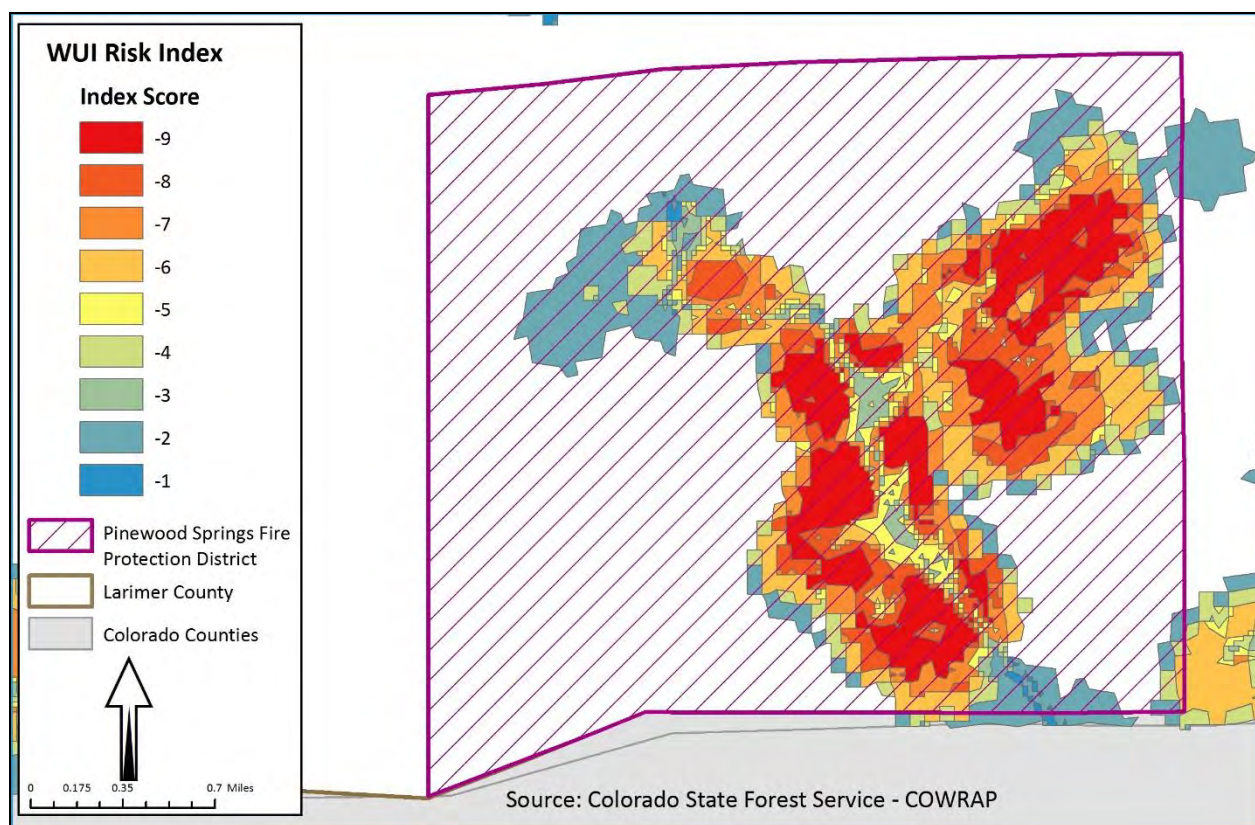 WUI Risk Index
Index Score
-9
-8
-7
-6
-5
-4
-3
-2
-1
Pinewood Springs Fire
Protection District
Larimer County
Colorado Counties
0 0.175 0.35 0.7 Miles
Source: Colorado State Forest Service - COWRAP